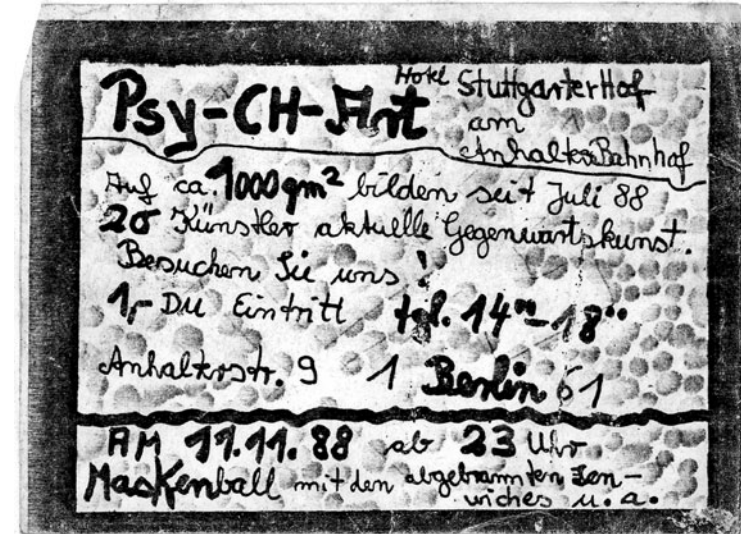 Psy-CH-Art
Hotel Stuttgarter Hof
am
Anhalter Bahnhof
Auf ca. 1000 qm² bilden seit Juli 88
20 Künstler aktuelle Gegenwartskunst.
Besuchen Sie uns!
1,- DM Eintritt tgl. 14⁰⁰-18⁰⁰
Anhalterstr. 9 1 Berlin 61
AM 11.11.88 ab 23 Uhr
Maskenball mit den abgebrannten
wiches u. a.